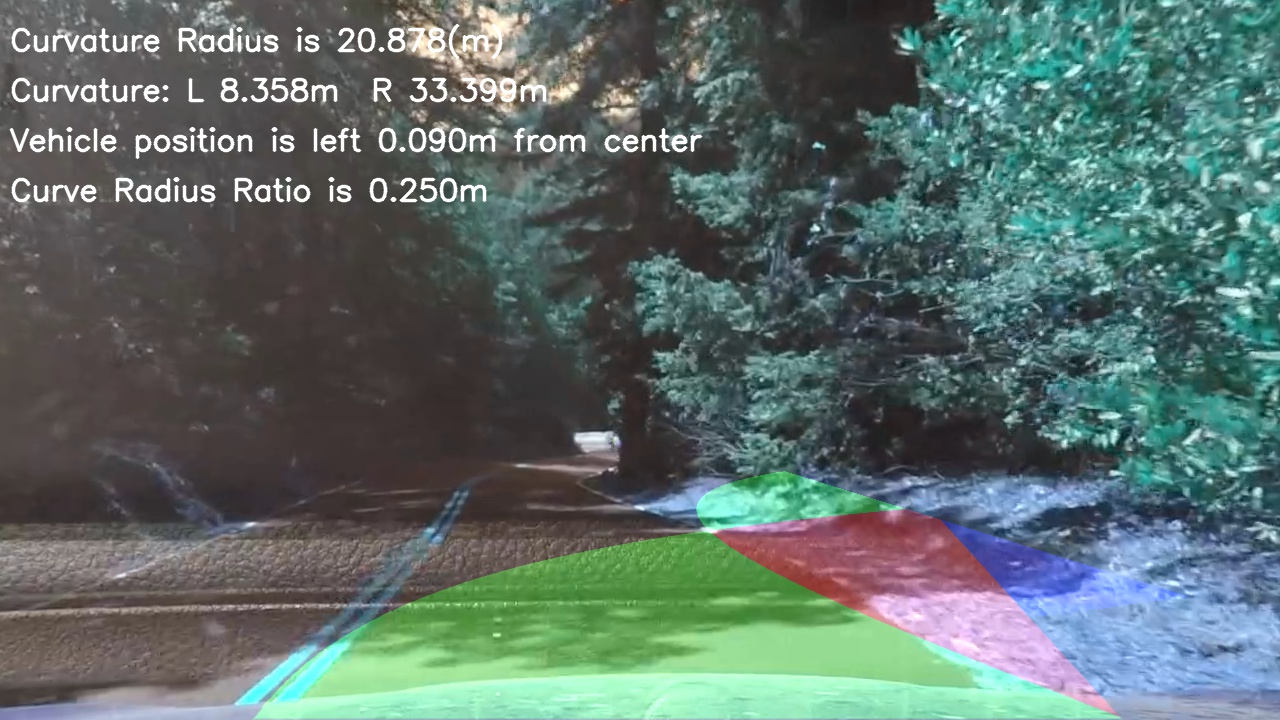 Curvature Radius is 20.878(m)
Curvature: L 8.358m R 33.399m
Vehicle position is left 0.090m from center
Curve Radius Ratio is 0.250m